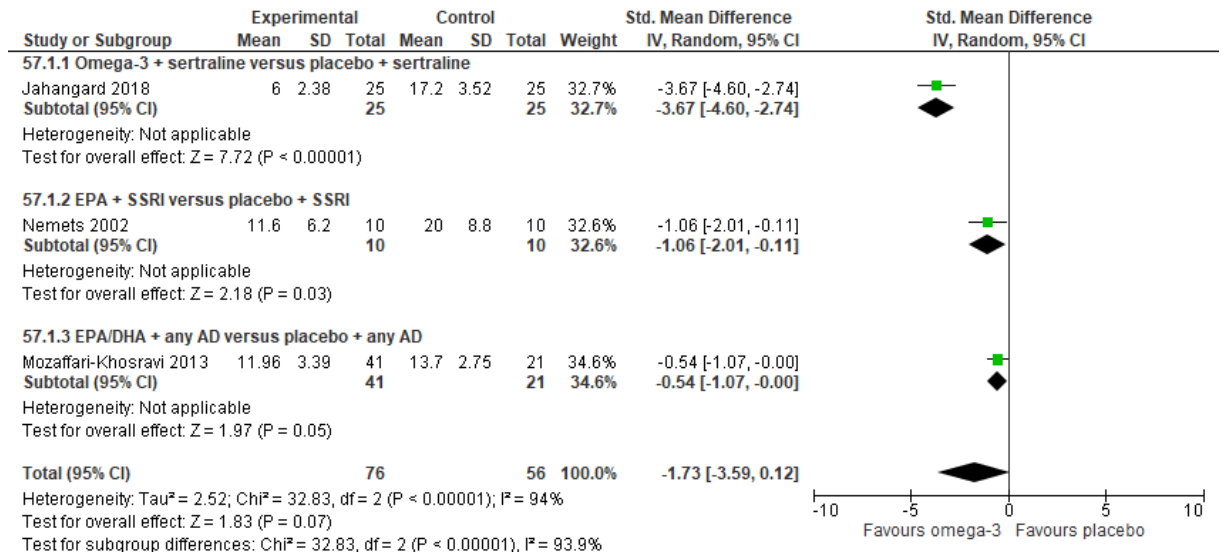 Experimental Control Std. Mean Difference Std. Mean Difference
Study or Subgroup Mean SD Total Mean SD Total Weight IV, Random, 95% CI IV, Random, 95% CI
57.1.1 Omega-3 + sertraline versus placebo + sertraline
Jahangard 2018 6 2.38 25 17.2 3.52 25 32.7% -3.67 [-4.60, -2.74]
Subtotal (95% CI) 25 25 32.7% -3.67 [-4.60, -2.74]
Heterogeneity: Not applicable
Test for overall effect: Z = 7.72 (P < 0.00001)
57.1.2 EPA + SSRI versus placebo + SSRI
Nemets 2002 11.6 6.2 10 20 8.8 10 32.6% -1.06 [-2.01, -0.11]
Subtotal (95% CI) 10 10 32.6% -1.06 [-2.01, -0.11]
Heterogeneity: Not applicable
Test for overall effect: Z = 2.18 (P = 0.03)
57.1.3 EPA/DHA + any AD versus placebo + any AD
Mozaffari-Khosravi 2013 11.96 3.39 41 13.7 2.75 21 34.6% -0.54 [-1.07, -0.00]
Subtotal (95% CI) 41 21 34.6% -0.54 [-1.07, -0.00]
Heterogeneity: Not applicable
Test for overall effect: Z = 1.97 (P = 0.05)
Total (95% CI) 76 56 100.0% -1.73 [-3.59, 0.12]
Heterogeneity: Tau² = 2.52; Chi² = 32.83, df = 2 (P < 0.00001); I² = 94%
Test for overall effect: Z = 1.83 (P = 0.07)
Test for subgroup differences: Chi² = 32.83, df = 2 (P < 0.00001), I² = 93.9%
-10 -5 0 5 10
Favours omega-3 Favours placebo